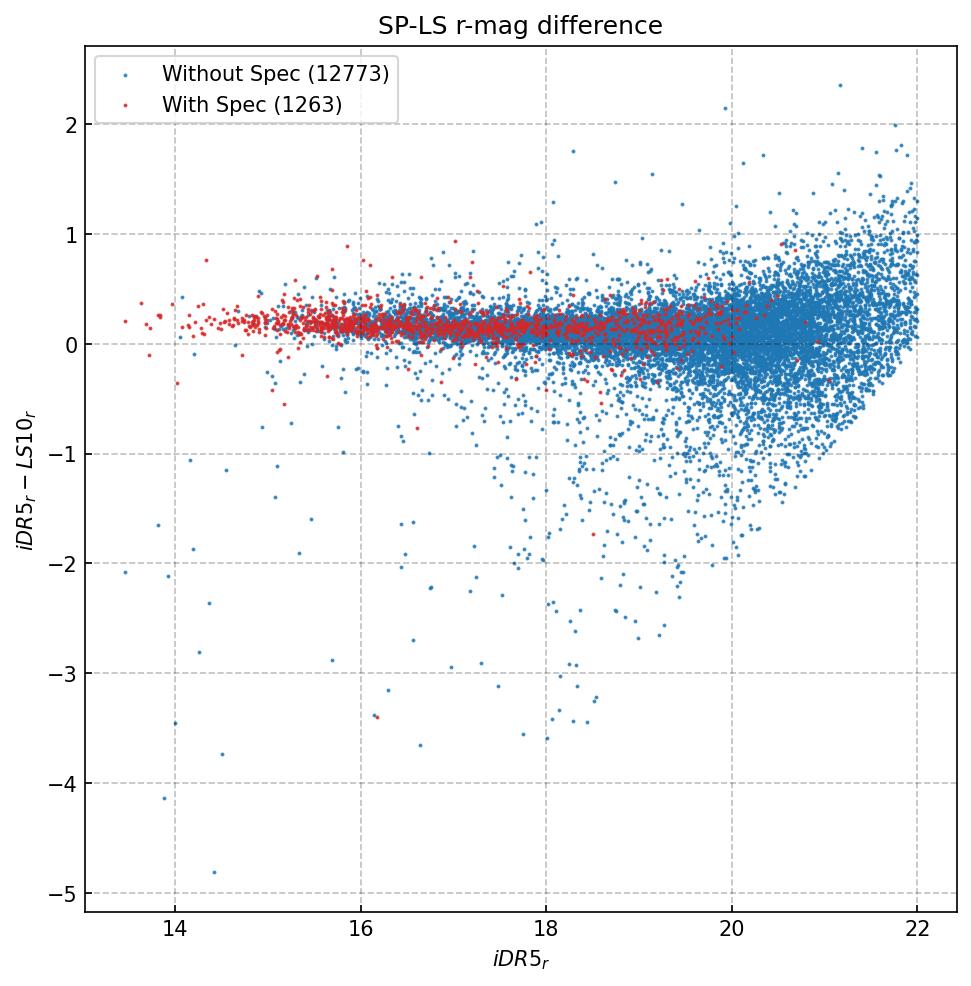 SP-LS r-mag difference
Without Spec (12773)
With Spec (1263)
2
1
0
−1
−2
−3
−4
−5
iDR5r − LS10r
14 16 18 20 22
iDR5r